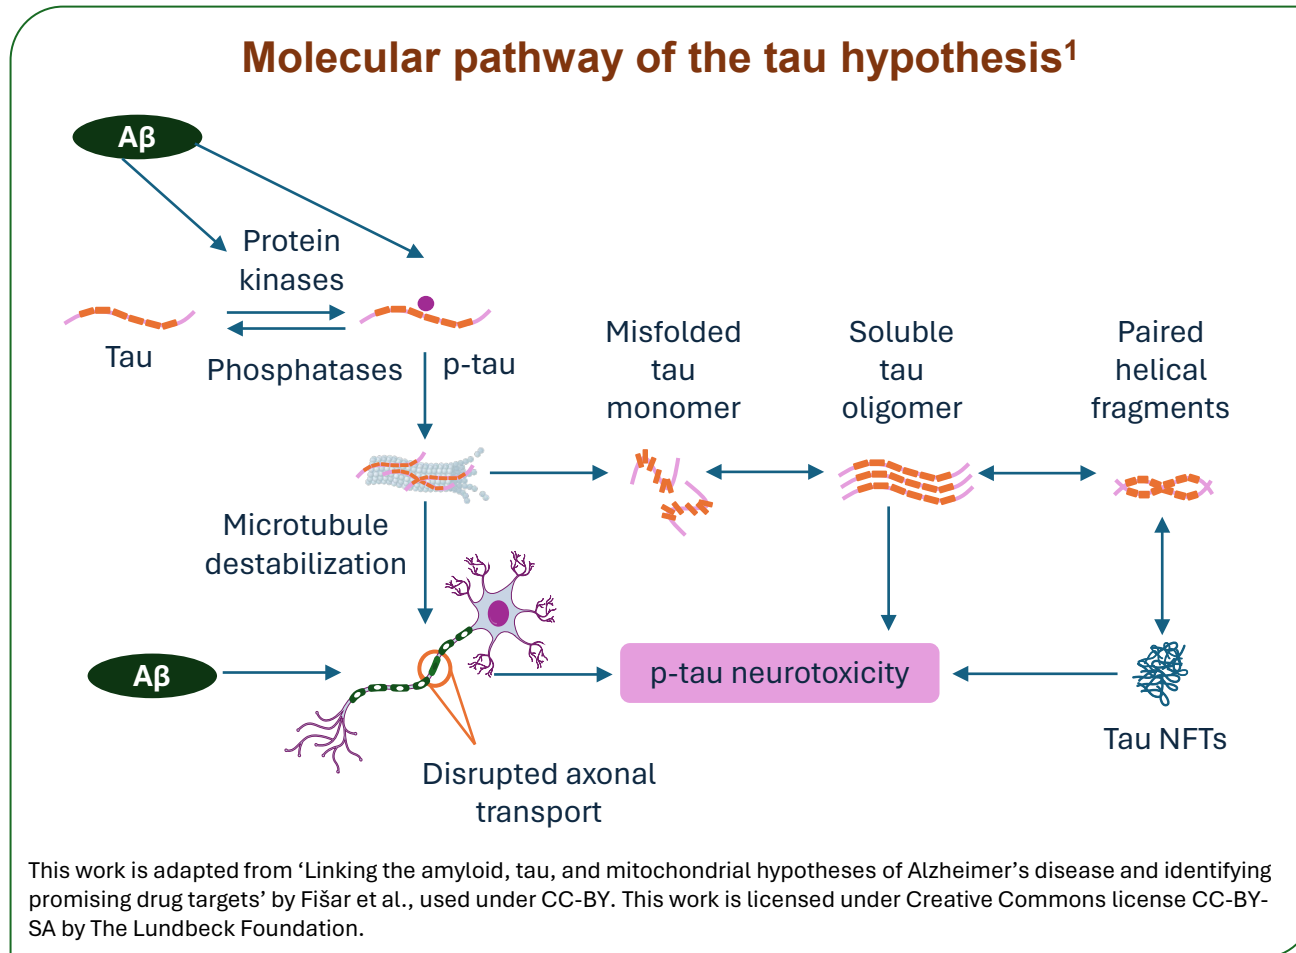 Molecular pathway of the tau hypothesis¹
Aβ
Protein
kinases
Tau
Phosphatases
p-tau
Misfolded
tau
monomer
Soluble
tau
oligomer
Paired
helical
fragments
Microtubule
destabilization
Aβ
p-tau neurotoxicity
Tau NFTs
Disrupted axonal
transport
This work is adapted from ‘Linking the amyloid, tau, and mitochondrial hypotheses of Alzheimer’s disease and identifying
promising drug targets’ by Fišar et al., used under CC-BY. This work is licensed under Creative Commons license CC-BY-
SA by The Lundbeck Foundation.